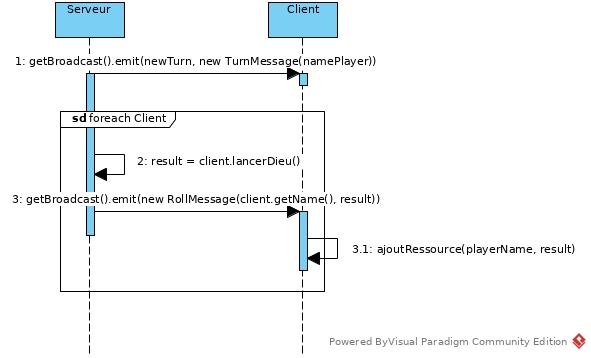 Serveur
Client
1: getBroadcast().emit(newTurn, new TurnMessage(namePlayer))
sd foreach Client
2: result = client.lancerDieu()
3: getBroadcast().emit(new RollMessage(client.getName(), result))
3.1: ajoutRessource(playerName, result)
Powered ByVisual Paradigm Community Edition